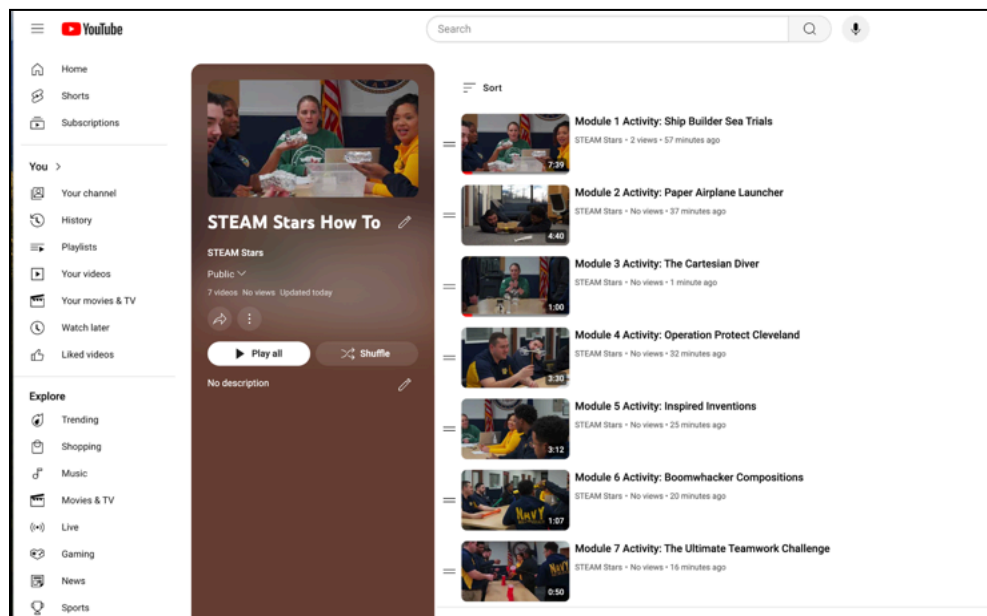 YouTube
Search
Home
Shorts
Subscriptions
You
Your channel
History
Playlists
Your videos
Your movies & TV
Watch later
Liked videos
Explore
Trending
Shopping
Music
Movies & TV
Live
Gaming
News
Sports
STEAM Stars How To
STEAM Stars
Public
7 videos No views Updated today
Play all
Shuffle
No description
Sort
7:39
Module 1 Activity: Ship Builder Sea Trials
STEAM Stars • 2 views • 57 minutes ago
4:40
Module 2 Activity: Paper Airplane Launcher
STEAM Stars • No views • 37 minutes ago
1:00
Module 3 Activity: The Cartesian Diver
STEAM Stars • No views • 1 minute ago
3:30
Module 4 Activity: Operation Protect Cleveland
STEAM Stars • No views • 32 minutes ago
3:12
Module 5 Activity: Inspired Inventions
STEAM Stars • No views • 25 minutes ago
NAVY
1:07
Module 6 Activity: Boomwhacker Compositions
STEAM Stars • No views • 20 minutes ago
NAVY
0:50
Module 7 Activity: The Ultimate Teamwork Challenge
STEAM Stars • No views • 16 minutes ago